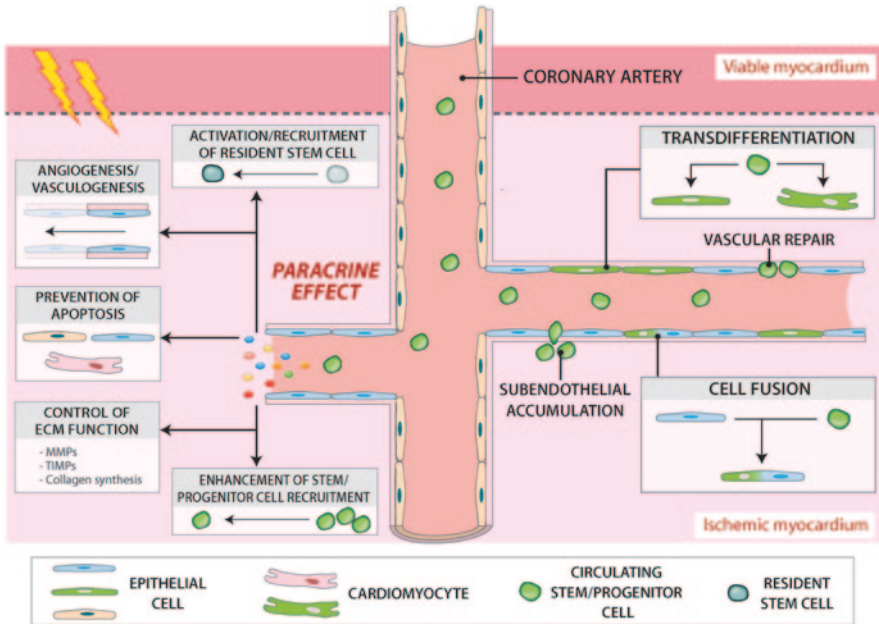 CORONARY ARTERY
Viable myocardium
ACTIVATION/RECRUITMENT
OF RESIDENT STEM CELL
TRANSDIFFERENTIATION
ANGIOGENESIS/
VASCULOGENESIS
VASCULAR REPAIR
PARACRINE
EFFECT
PREVENTION OF
APOPTOSIS
SUBENDOTHELIAL
ACCUMULATION
CELL FUSION
CONTROL OF
ECM FUNCTION
- MMPs
- TIMPs
- Collagen synthesis
ENHANCEMENT OF STEM/
PROGENITOR CELL RECRUITMENT
Ischemic myocardium
EPITHELIAL
CELL
CARDIOMYOCYTE
CIRCULATING
STEM/PROGENITOR
CELL
RESIDENT
STEM CELL